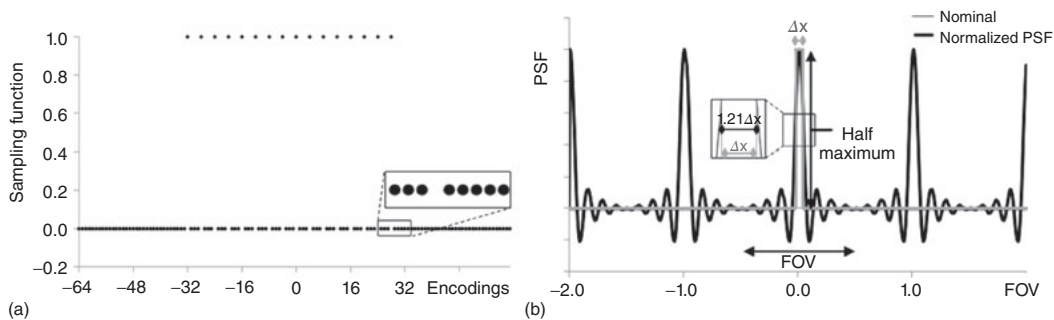 (a)
Sampling function
1.0
0.8
0.6
0.4
0.2
0.0
−0.2
−64
−48
−32
−16
0
16
32
Encodings
(b)
PSF
Nominal
Normalized PSF
Δx
1.21Δx
Δx
Half
maximum
FOV
−2.0
−1.0
0.0
1.0
FOV